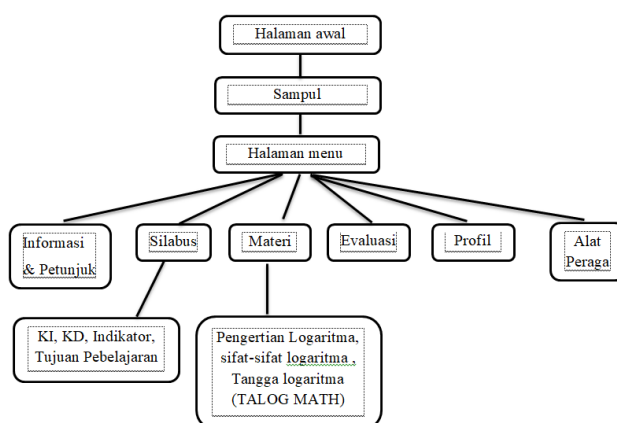 Halaman awal
Sampul
Halaman menu
Informasi
& Petunjuk
Silabus
Materi
Evaluasi
Profil
Alat
Peraga
KI, KD, Indikator,
Tujuan Pebelajaran
Pengertian Logaritma,
sifat-sifat logaritma ,
Tangga logaritma
(TALOG MATH)